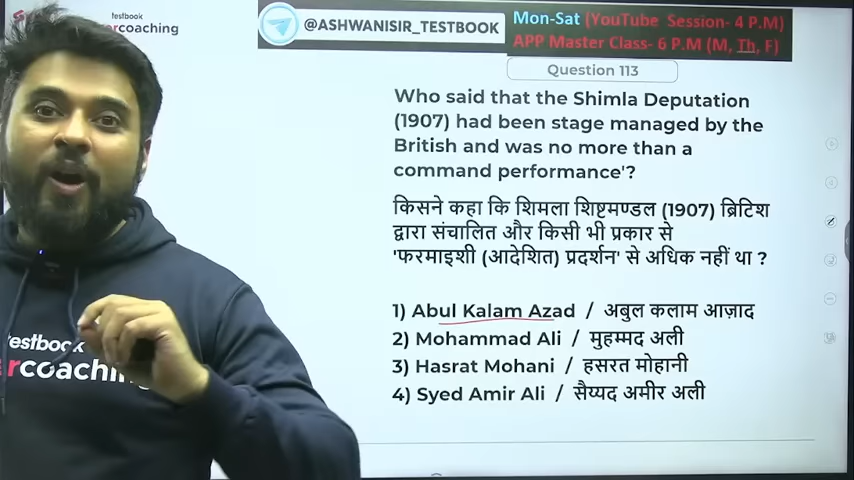 testbook
coaching
@ASHWANISIR_TESTBOOK
Mon-Sat (YouTube Session- 4 P.M)
APP Master Class- 6 P.M (M, Th, F)
Question 113
Who said that the Shimla Deputation
(1907) had been stage managed by the
British and was no more than a
command performance'?
किसने कहा कि शिमला शिष्टमण्डल (1907) ब्रिटिश
द्वारा संचालित और किसी भी प्रकार से
'फरमाइशी (आदेशित) प्रदर्शन' से अधिक नहीं था ?
1) Abul Kalam Azad / अबुल कलाम आज़ाद
2) Mohammad Ali / मुहम्मद अली
3) Hasrat Mohani / हसरत मोहानी
4) Syed Amir Ali / सैय्यद अमीर अली
testbook
coaching